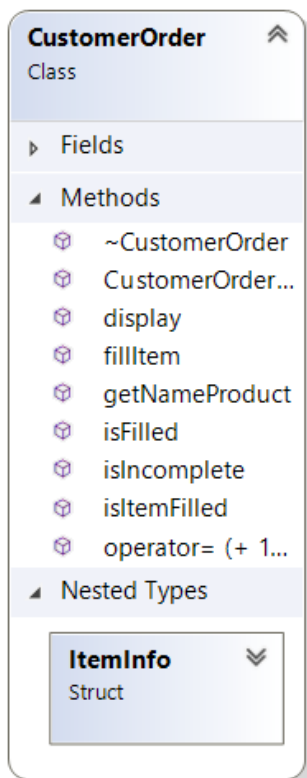 CustomerOrder
Class
Fields
Methods
~CustomerOrder
CustomerOrder...
display
fillItem
getNameProduct
isFilled
isIncomplete
isItemFilled
operator= (+ 1...
Nested Types
ItemInfo
Struct